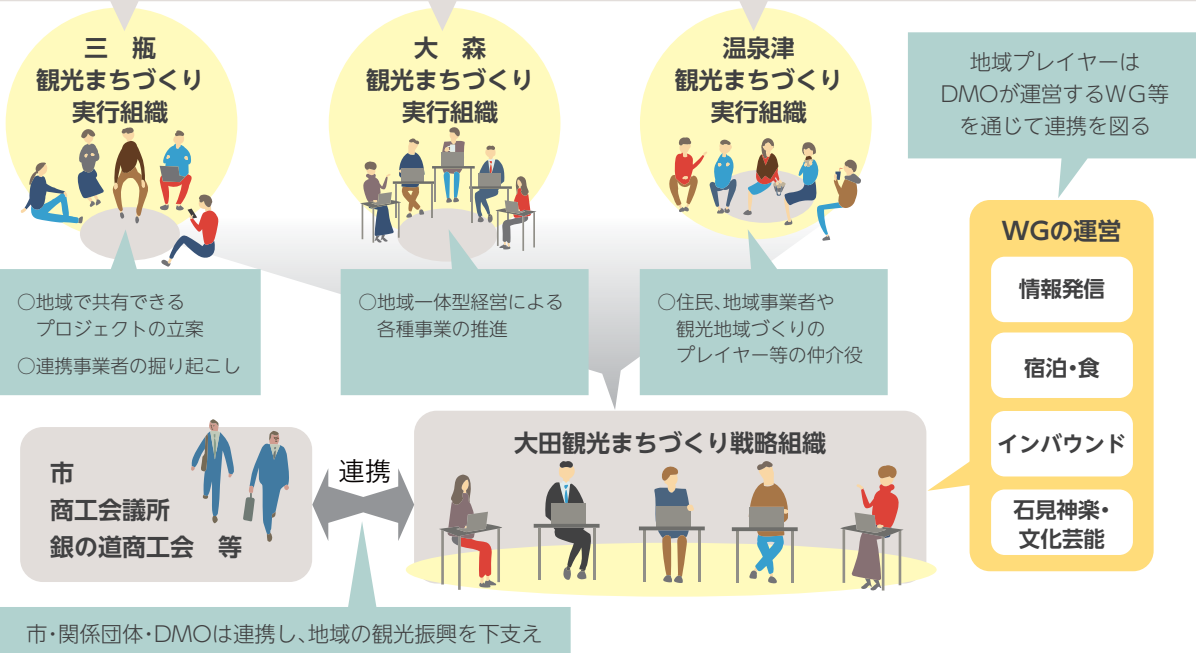 三　瓶
観光まちづくり
実行組織
大　森
観光まちづくり
実行組織
温泉津
観光まちづくり
実行組織
地域プレイヤーは
DMOが運営するWG等
を通じて連携を図る
○地域で共有できる
プロジェクトの立案
○連携事業者の掘り起こし
○地域一体型経営による
各種事業の推進
○住民、地域事業者や
観光地域づくりの
プレイヤー等の仲介役
WGの運営
情報発信
宿泊・食
インバウンド
石見神楽・
文化芸能
市
商工会議所
銀の道商工会　等
連携
大田観光まちづくり戦略組織
市・関係団体・DMOは連携し、地域の観光振興を下支え